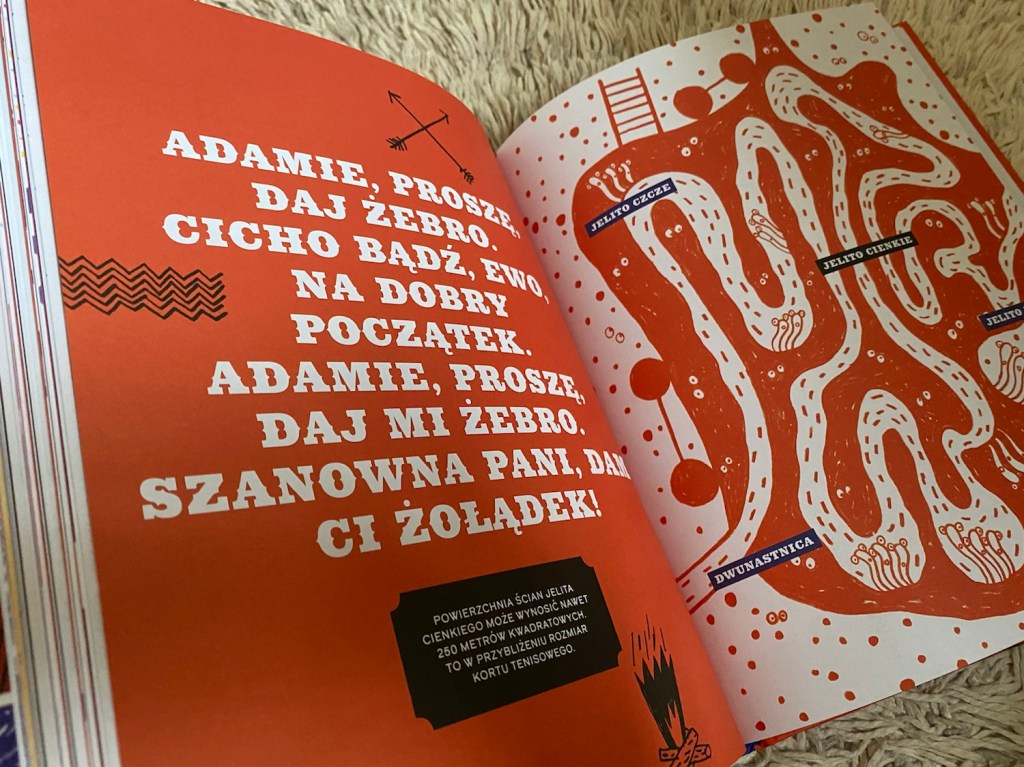 ADAMIE, PROSZĘ,
DAJ ŻEBRO.
CICHO BĄDŹ, EWO,
NA DOBRY
POCZĄTEK.
ADAMIE, PROSZĘ,
DAJ MI ŻEBRO.
SZANOWNA PANI, DAM
CI ŻOŁĄDEK!
POWIERZCHNIA ŚCIAN JELITA
CIENKIEGO MOŻE WYNOSIĆ NAWET
250 METRÓW KWADRATOWYCH.
TO W PRZYBLIŻENIU ROZMIAR
KORTU TENISOWEGO.
JELITO CZCZE
JELITO CIENKIE
JELITO
DWUNASTNICA